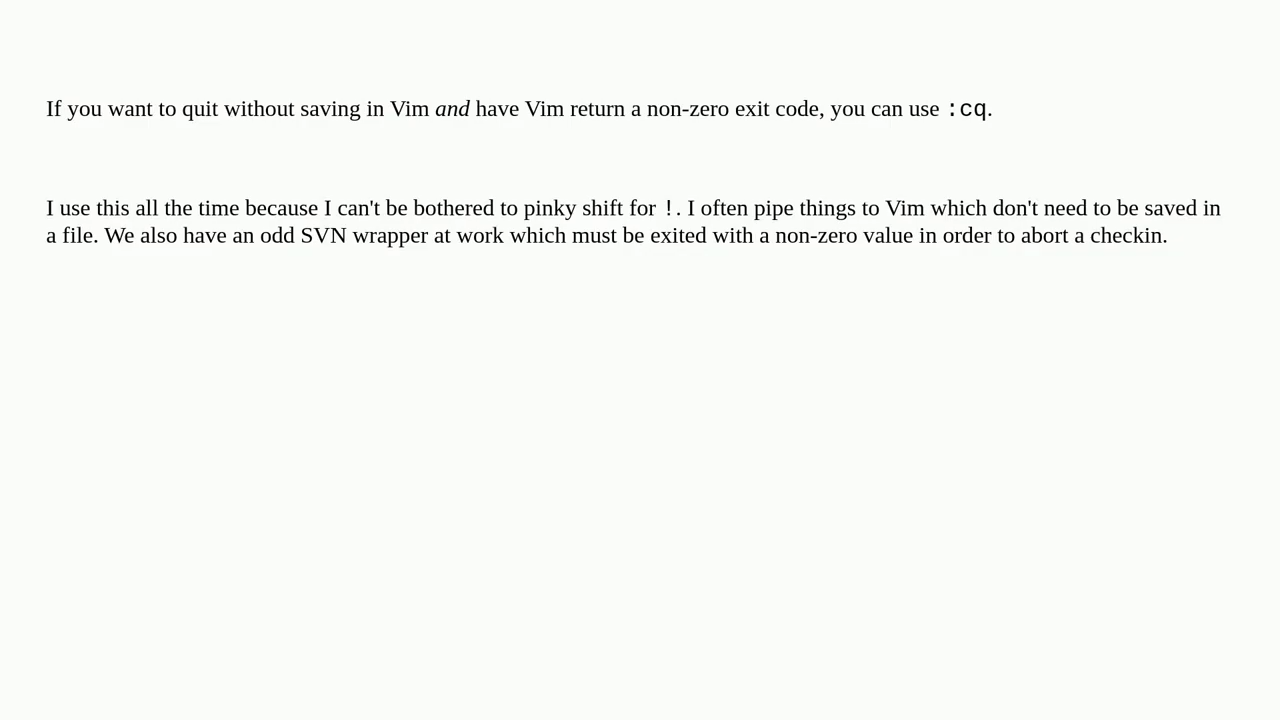 If you want to quit without saving in Vim and have Vim return a non-zero exit code, you can use :cq.
I use this all the time because I can't be bothered to pinky shift for !. I often pipe things to Vim which don't need to be saved in
a file. We also have an odd SVN wrapper at work which must be exited with a non-zero value in order to abort a checkin.